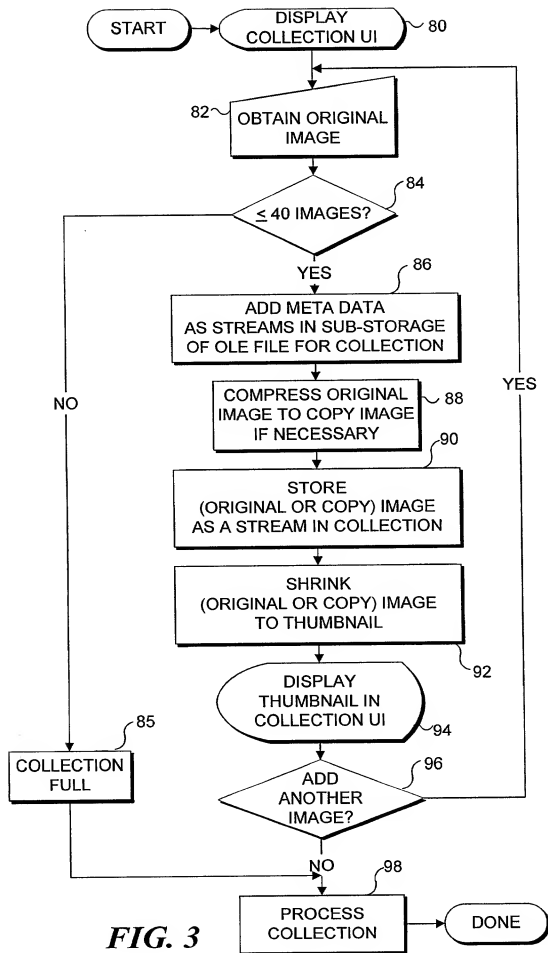 START
DISPLAY
COLLECTION UI
80
82
OBTAIN ORIGINAL
IMAGE
84
≤ 40 IMAGES?
YES
86
ADD META DATA
AS STREAMS IN SUB-STORAGE
OF OLE FILE FOR COLLECTION
NO
YES
COMPRESS ORIGINAL
IMAGE TO COPY IMAGE
IF NECESSARY
88
90
STORE
(ORIGINAL OR COPY) IMAGE
AS A STREAM IN COLLECTION
SHRINK
(ORIGINAL OR COPY) IMAGE
TO THUMBNAIL
92
DISPLAY
THUMBNAIL IN
COLLECTION UI
94
85
COLLECTION
FULL
96
ADD
ANOTHER
IMAGE?
NO
98
PROCESS
COLLECTION
DONE
FIG. 3